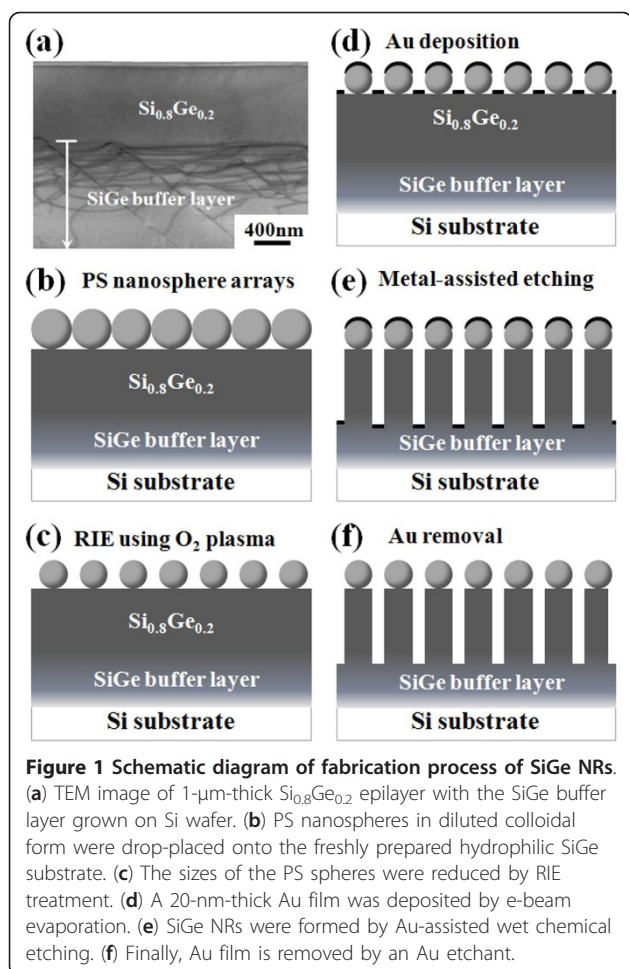 (a)
Si0.8Ge0.2
SiGe buffer layer
400nm
(b) PS nanosphere arrays
Si0.8Ge0.2
SiGe buffer layer
Si substrate
(c) RIE using O2 plasma
Si0.8Ge0.2
SiGe buffer layer
Si substrate
(d) Au deposition
Si0.8Ge0.2
SiGe buffer layer
Si substrate
(e) Metal-assisted etching
SiGe buffer layer
Si substrate
(f) Au removal
SiGe buffer layer
Si substrate
Figure 1 Schematic diagram of fabrication process of SiGe NRs.
(a) TEM image of 1-μm-thick Si0.8Ge0.2 epilayer with the SiGe buffer
layer grown on Si wafer. (b) PS nanospheres in diluted colloidal
form were drop-placed onto the freshly prepared hydrophilic SiGe
substrate. (c) The sizes of the PS spheres were reduced by RIE
treatment. (d) A 20-nm-thick Au film was deposited by e-beam
evaporation. (e) SiGe NRs were formed by Au-assisted wet chemical
etching. (f) Finally, Au film is removed by an Au etchant.